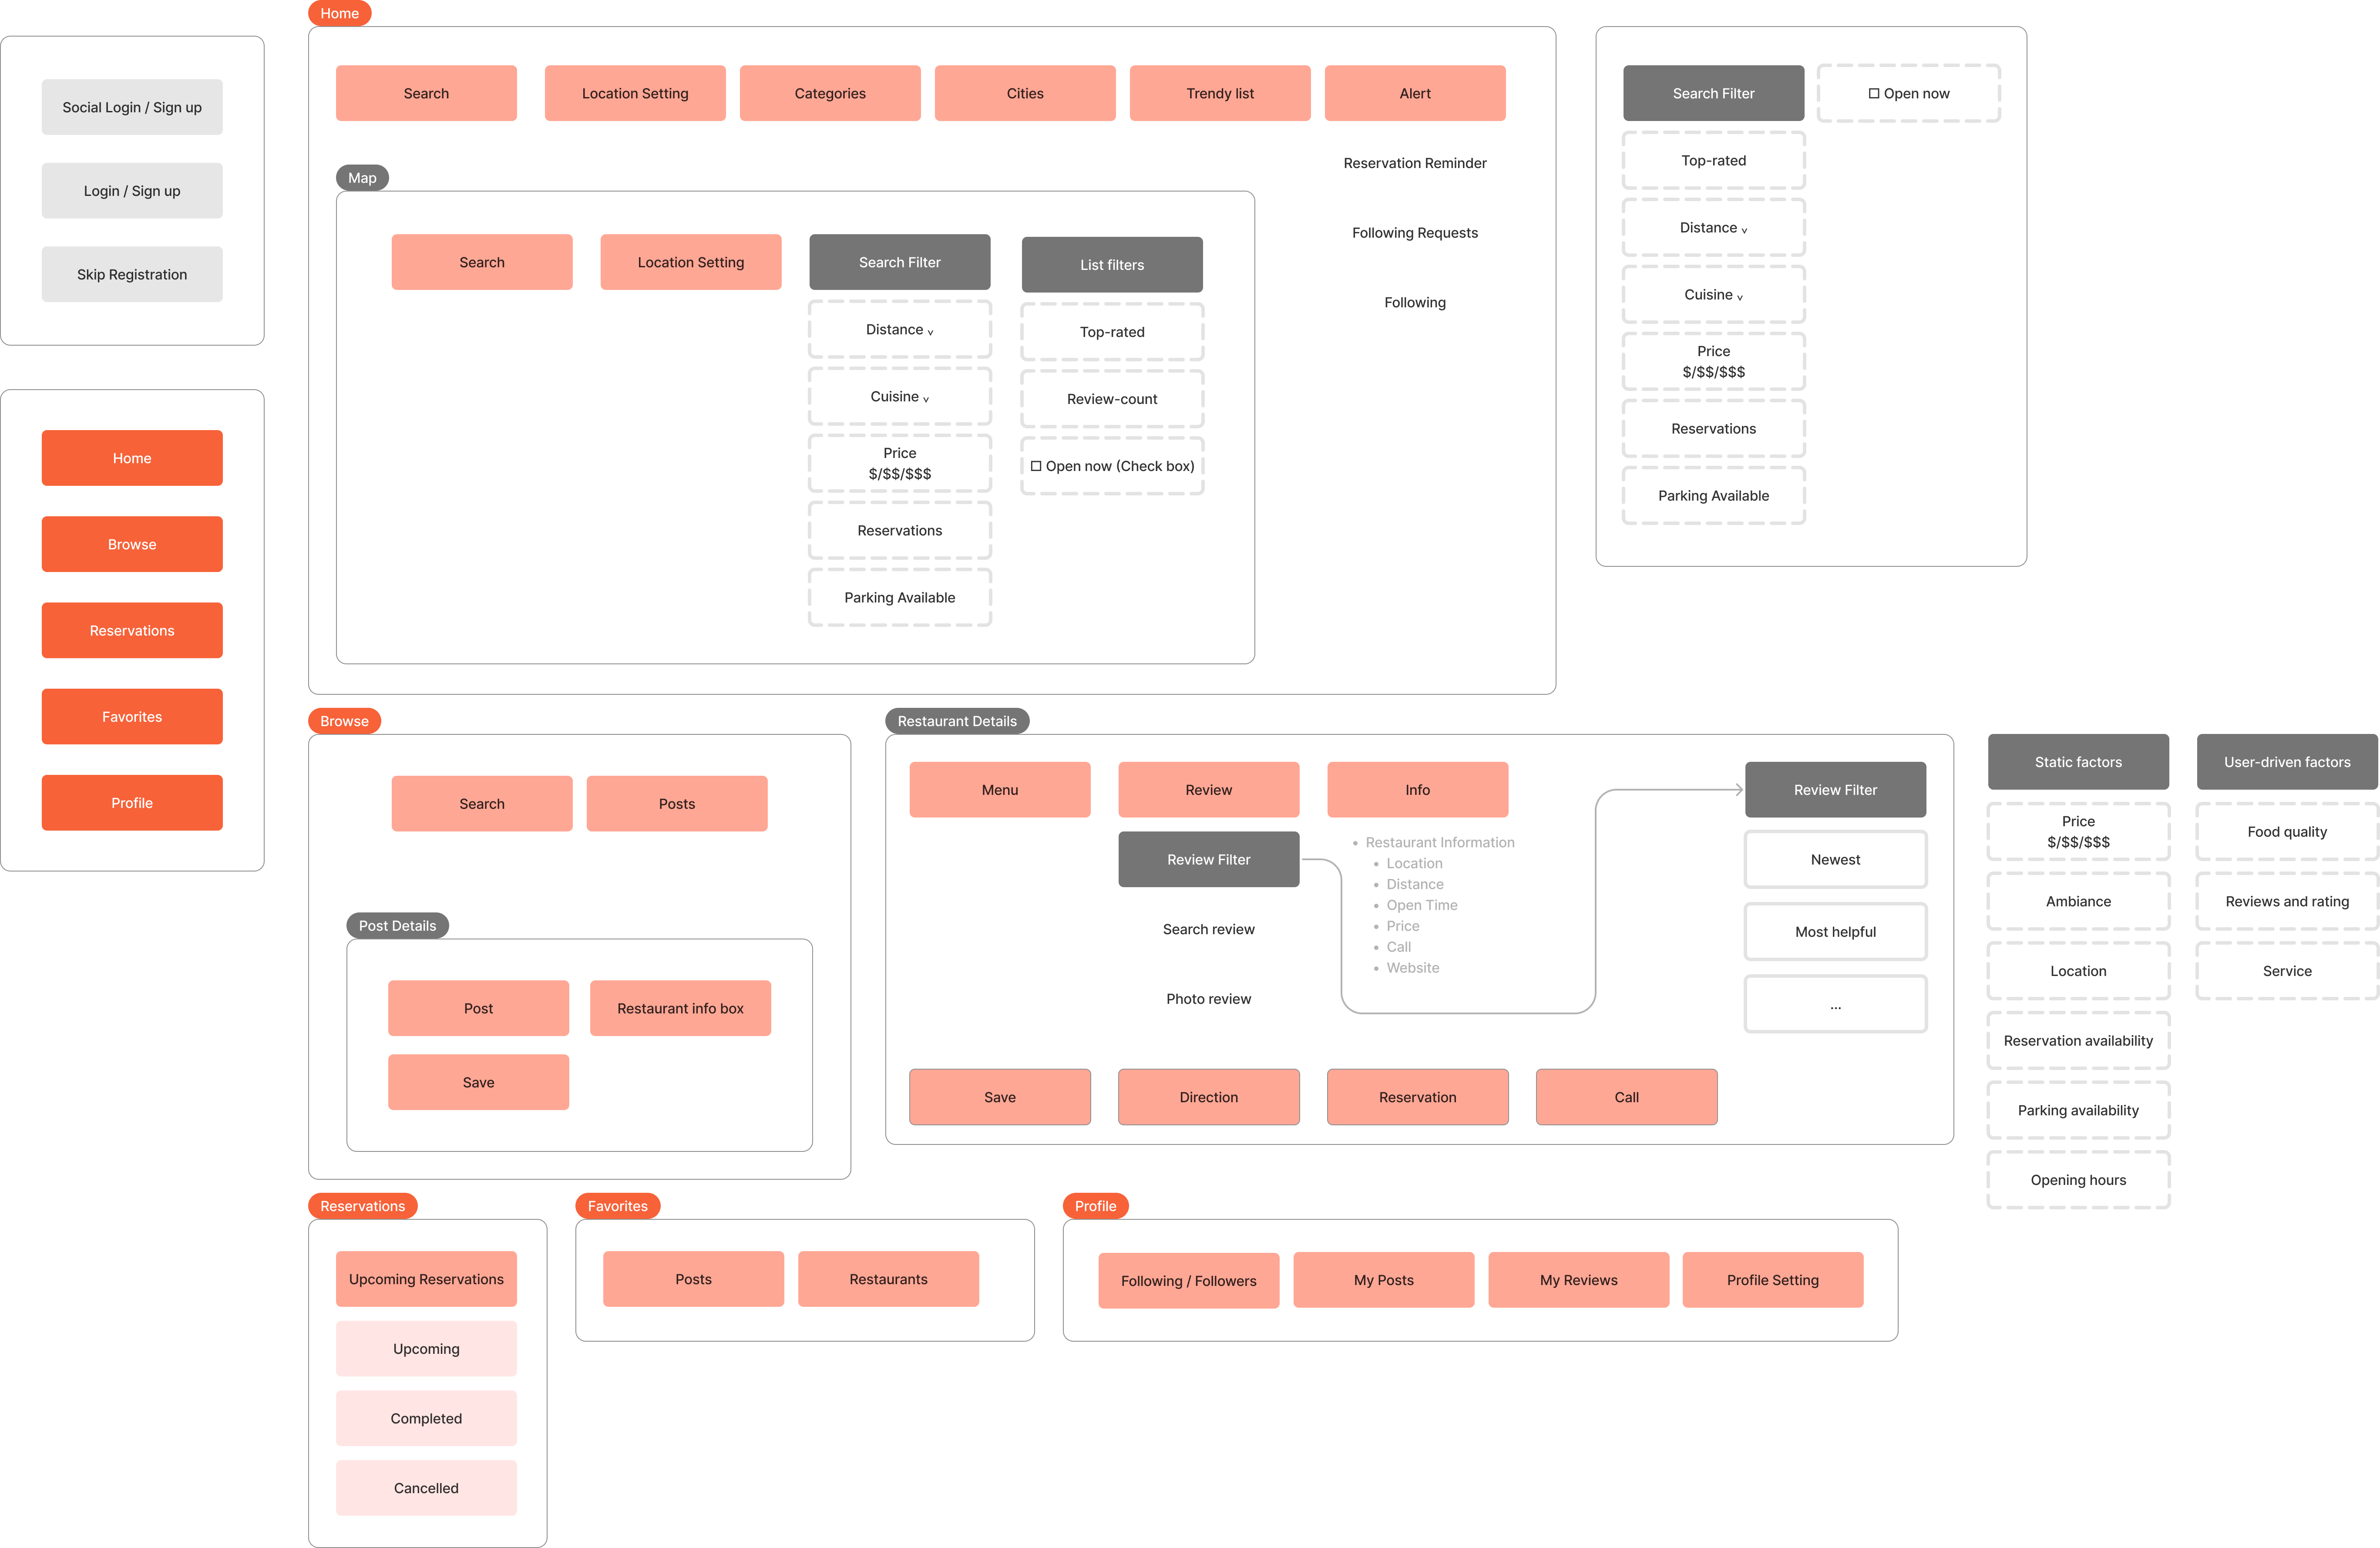 Social Login / Sign up
Login / Sign up
Skip Registration
Home
Browse
Reservations
Favorites
Profile
Home
Search
Location Setting
Categories
Cities
Trendy list
Alert
Reservation Reminder
Following Requests
Following
Map
Search
Location Setting
Search Filter
Distance v
Cuisine v
Price
$/$$/$$$
Reservations
Parking Available
List filters
Top-rated
Review-count
☐ Open now (Check box)
Search Filter
☐ Open now
Top-rated
Distance v
Cuisine v
Price
$/$$/$$$
Reservations
Parking Available
Browse
Search
Posts
Post Details
Post
Restaurant info box
Save
Restaurant Details
Menu
Review
Info
Review Filter
Search review
Photo review
• Restaurant Information
• Location
• Distance
• Open Time
• Price
• Call
• Website
Review Filter
Newest
Most helpful
...
Save
Direction
Reservation
Call
Static factors
Price
$/$$/$$$
Ambiance
Location
Reservation availability
Parking availability
Opening hours
User-driven factors
Food quality
Reviews and rating
Service
Reservations
Upcoming Reservations
Upcoming
Completed
Cancelled
Favorites
Posts
Restaurants
Profile
Following / Followers
My Posts
My Reviews
Profile Setting